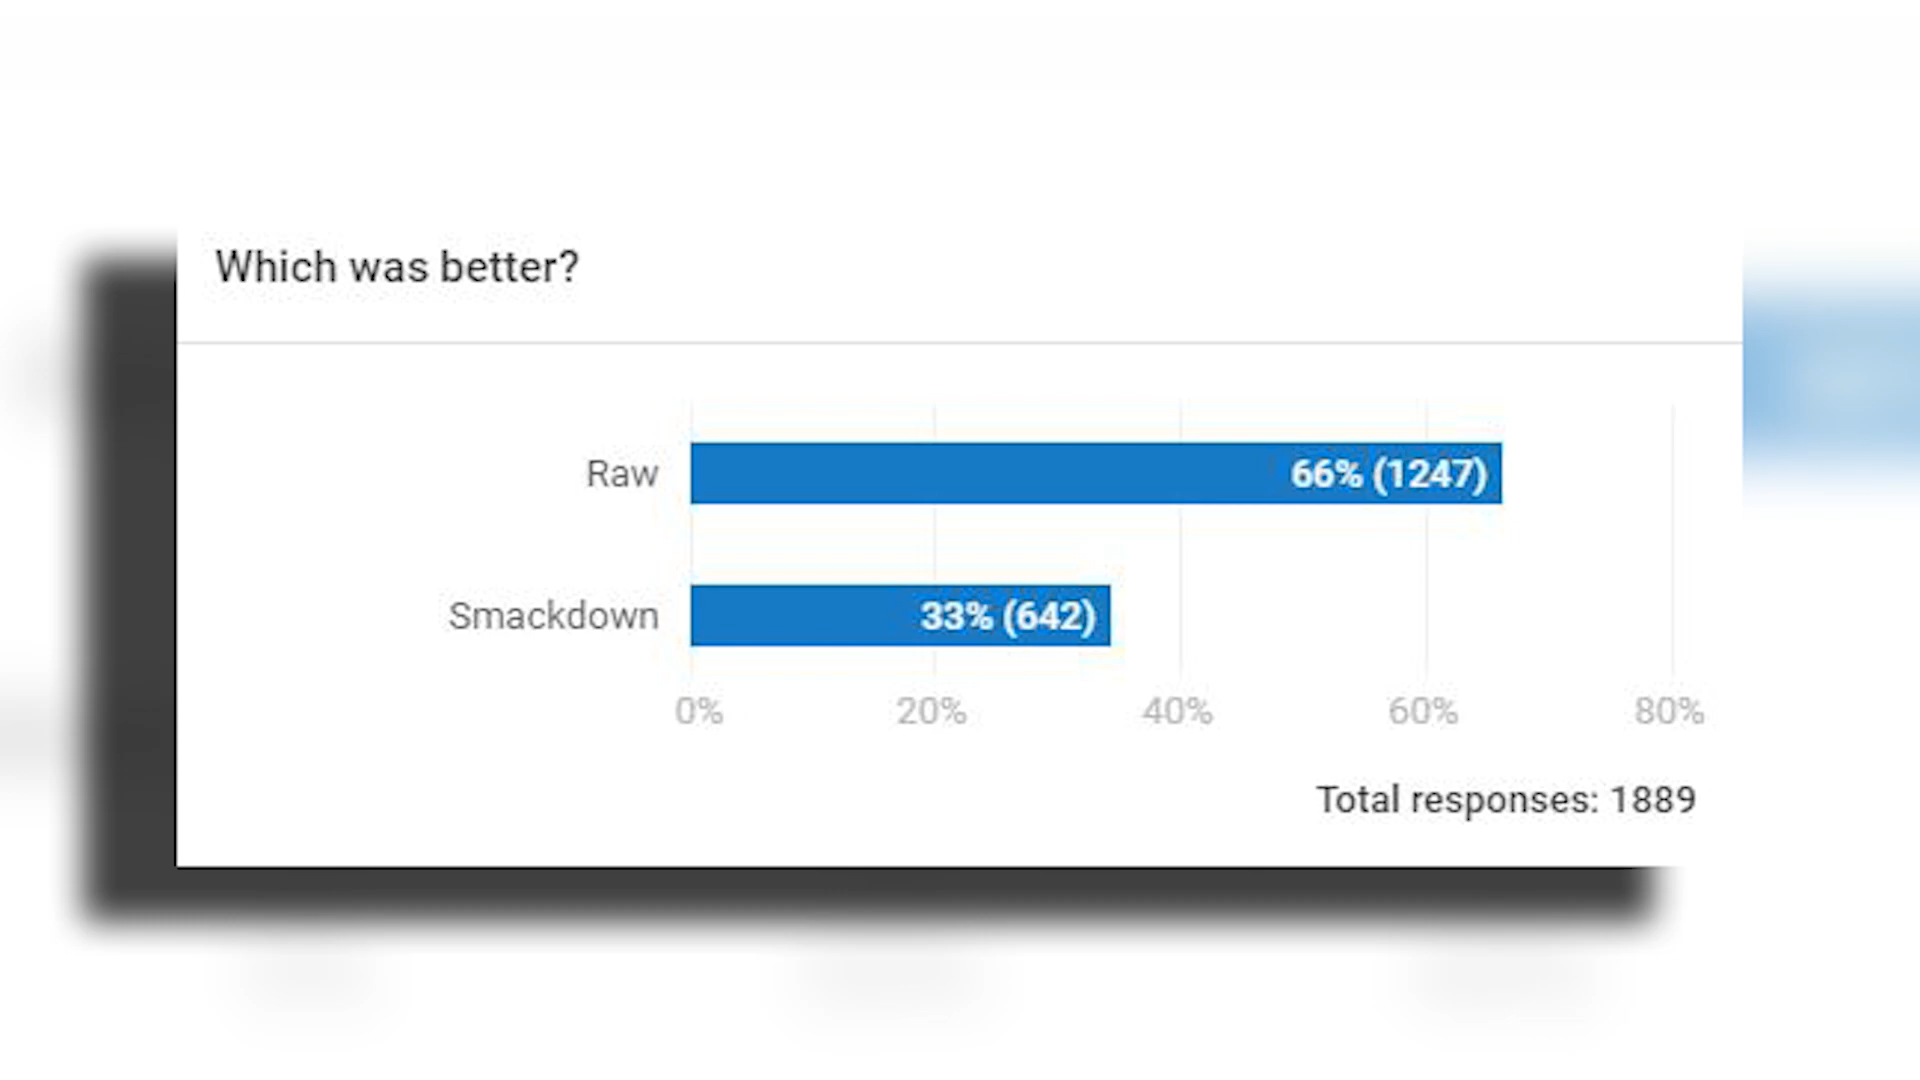 Which was better?
Raw 66% (1247)
Smackdown 33% (642)
0% 20% 40% 60% 80%
Total responses: 1889